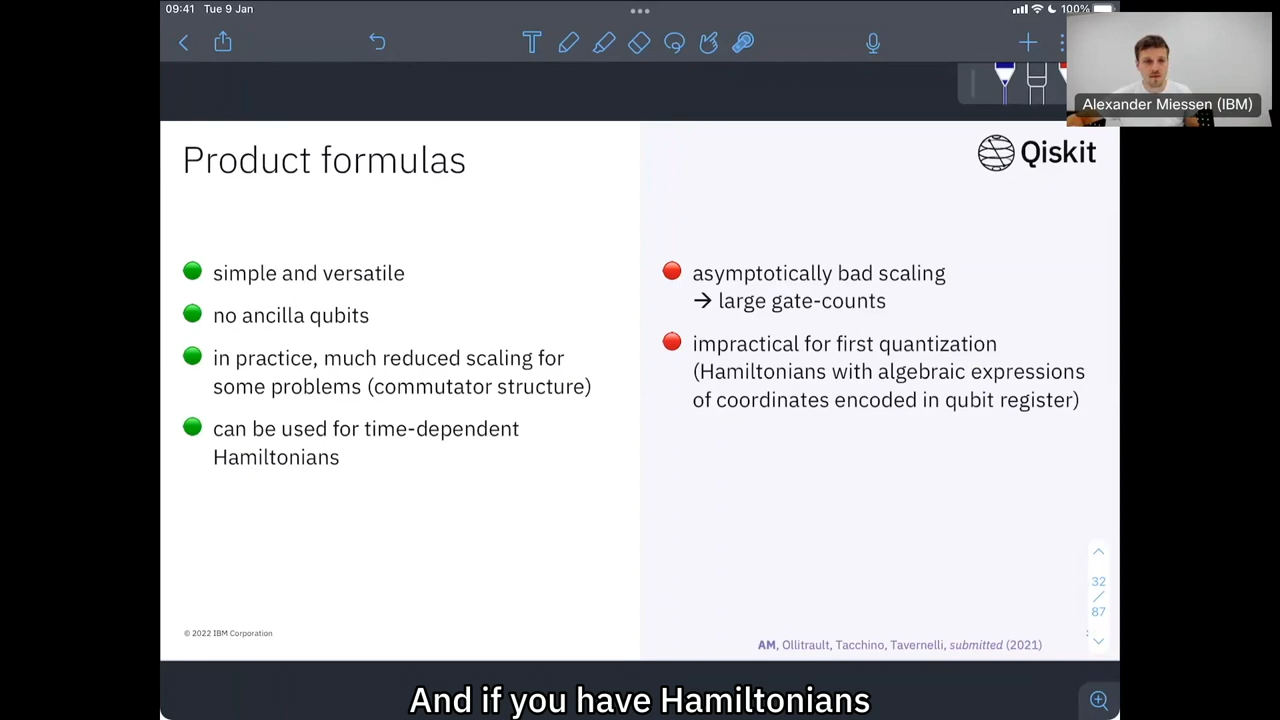 09:41 Tue 9 Jan
100%
Alexander Miessen (IBM)
Product formulas
Qiskit
simple and versatile
no ancilla qubits
in practice, much reduced scaling for
some problems (commutator structure)
can be used for time-dependent
Hamiltonians
asymptotically bad scaling
→ large gate-counts
impractical for first quantization
(Hamiltonians with algebraic expressions
of coordinates encoded in qubit register)
32
/
87
© 2022 IBM Corporation
AM, Ollitrault, Tacchino, Tavernelli, submitted (2021)
And if you have Hamiltonians